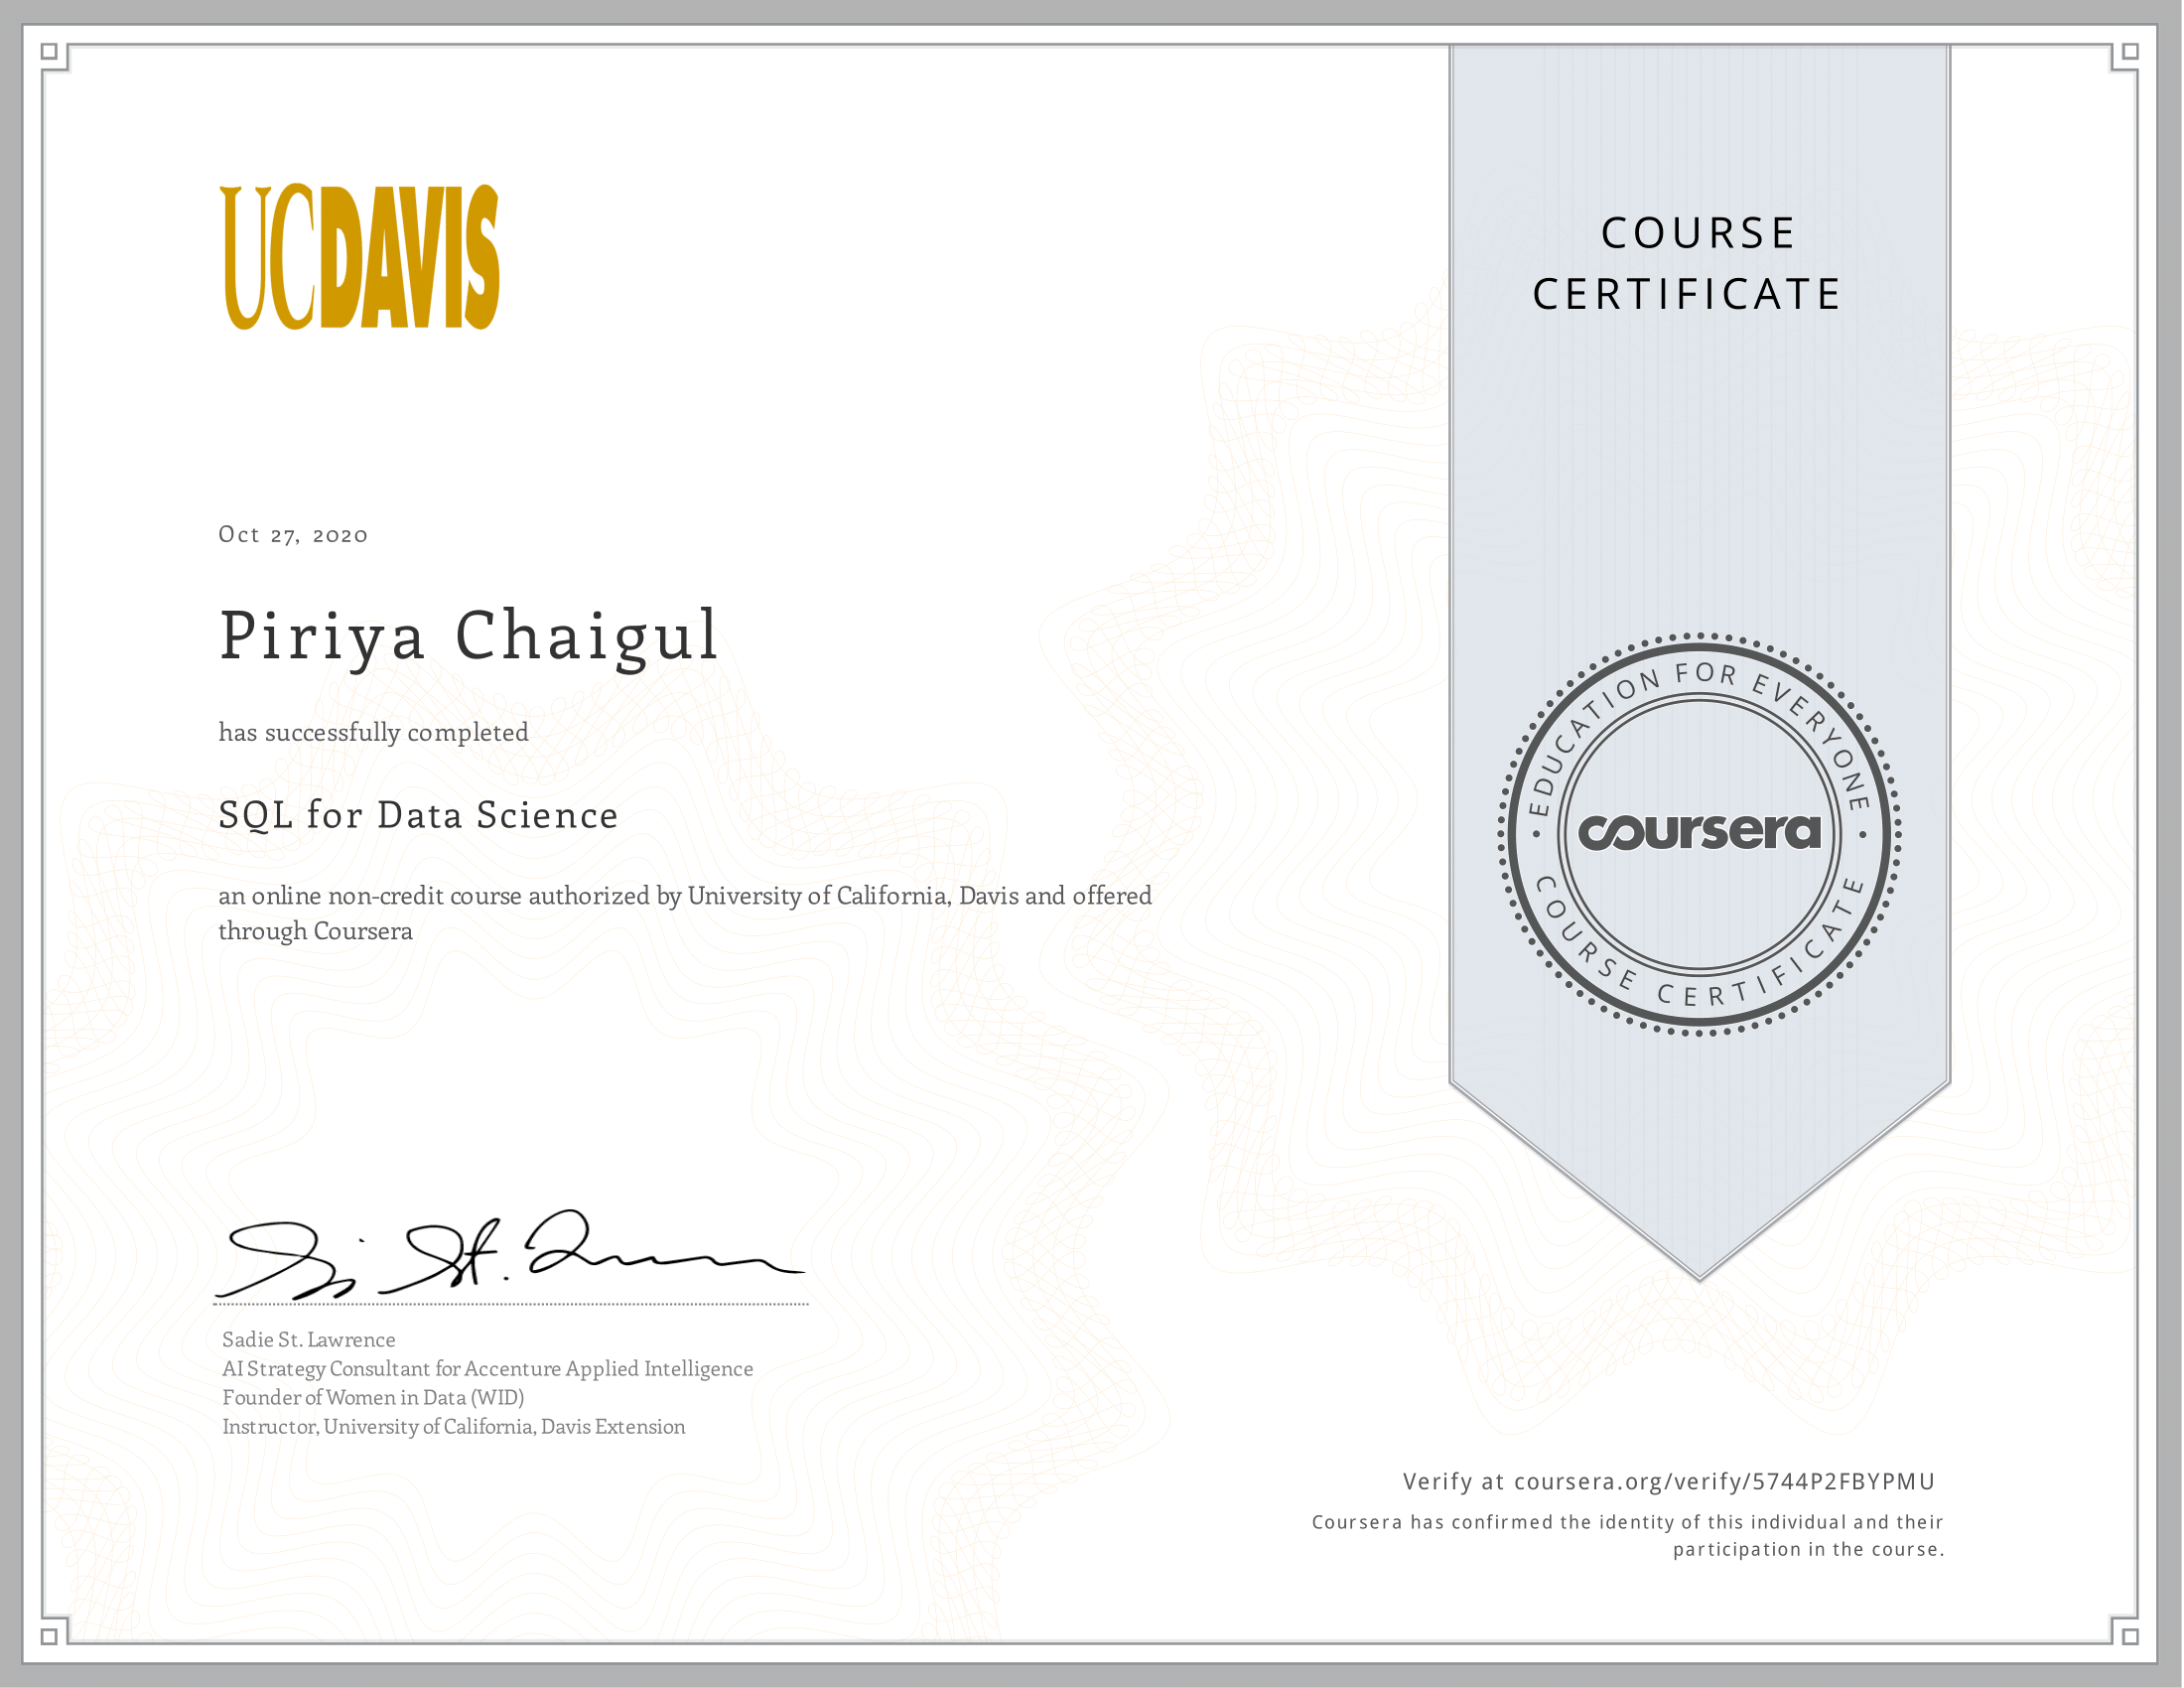 UCDAVIS
COURSE
CERTIFICATE
Oct 27, 2020
Piriya Chaigul
has successfully completed
SQL for Data Science
an online non-credit course authorized by University of California, Davis and offered
through Coursera
EDUCATION FOR EVERYONE
coursera
COURSE CERTIFICATE
Sadie St. Lawrence
AI Strategy Consultant for Accenture Applied Intelligence
Founder of Women in Data (WID)
Instructor, University of California, Davis Extension
Verify at coursera.org/verify/5744P2FBYPMU
Coursera has confirmed the identity of this individual and their
participation in the course.